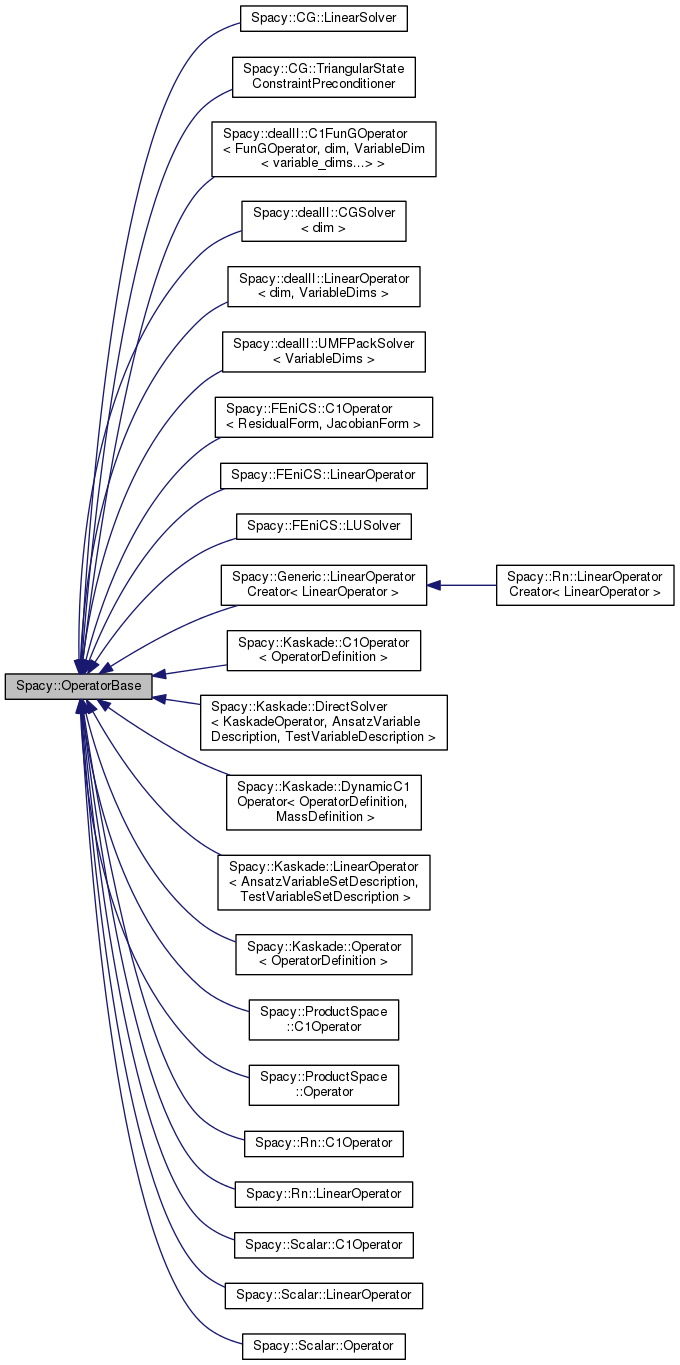 Spacy::CG::LinearSolver
Spacy::CG::TriangularState
ConstraintPreconditioner
Spacy::dealII::C1FunGOperator
< FunGOperator, dim, VariableDim
< variable_dims...> >
Spacy::dealII::CGSolver
< dim >
Spacy::dealII::LinearOperator
< dim, VariableDims >
Spacy::dealII::UMFPackSolver
< VariableDims >
Spacy::FEniCS::C1Operator
< ResidualForm, JacobianForm >
Spacy::FEniCS::LinearOperator
Spacy::FEniCS::LUSolver
Spacy::Generic::LinearOperator
Creator< LinearOperator >
Spacy::Rn::LinearOperator
Creator< LinearOperator >
Spacy::Kaskade::C1Operator
< OperatorDefinition >
Spacy::OperatorBase
Spacy::Kaskade::DirectSolver
< KaskadeOperator, AnsatzVariable
Description, TestVariableDescription >
Spacy::Kaskade::DynamicC1
Operator< OperatorDefinition,
MassDefinition >
Spacy::Kaskade::LinearOperator
< AnsatzVariableSetDescription,
TestVariableSetDescription >
Spacy::Kaskade::Operator
< OperatorDefinition >
Spacy::ProductSpace
::C1Operator
Spacy::ProductSpace
::Operator
Spacy::Rn::C1Operator
Spacy::Rn::LinearOperator
Spacy::Scalar::C1Operator
Spacy::Scalar::LinearOperator
Spacy::Scalar::Operator